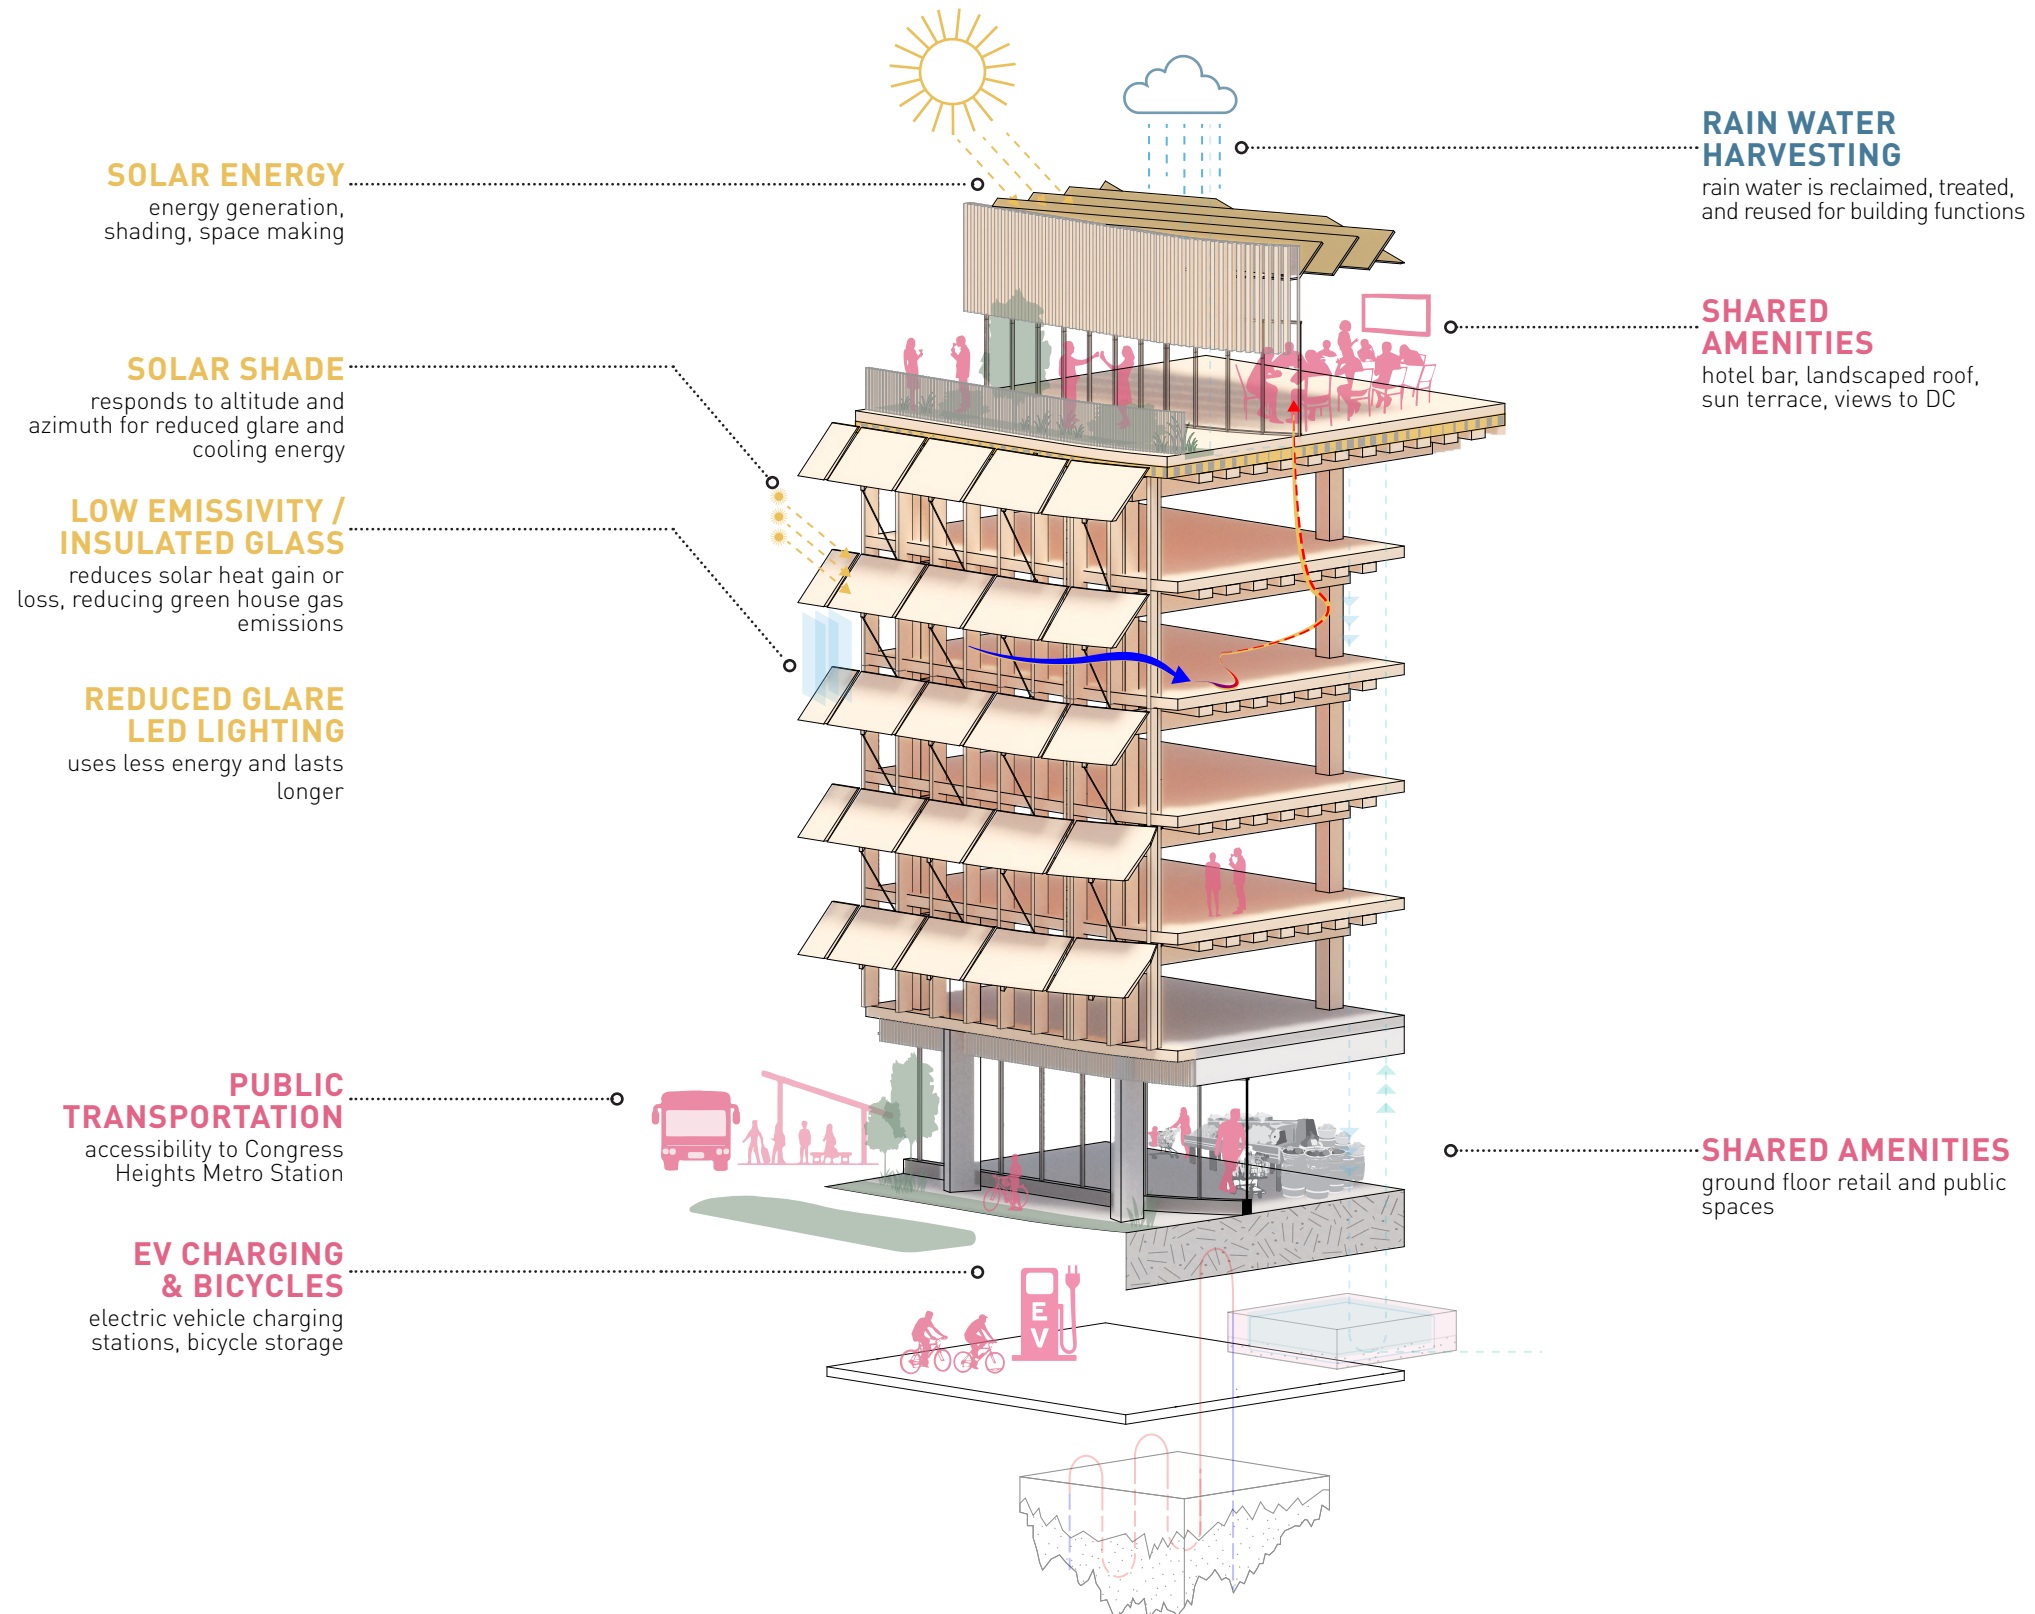 SOLAR ENERGY
energy generation,
shading, space making
SOLAR SHADE
responds to altitude and
azimuth for reduced glare and
cooling energy
LOW EMISSIVITY /
INSULATED GLASS
reduces solar heat gain or
loss, reducing green house gas
emissions
REDUCED GLARE
LED LIGHTING
uses less energy and lasts
longer
PUBLIC
TRANSPORTATION
accessibility to Congress
Heights Metro Station
EV CHARGING
& BICYCLES
electric vehicle charging
stations, bicycle storage
E
V
RAIN WATER
HARVESTING
rain water is reclaimed, treated,
and reused for building functions
SHARED
AMENITIES
hotel bar, landscaped roof,
sun terrace, views to DC
SHARED AMENITIES
ground floor retail and public
spaces